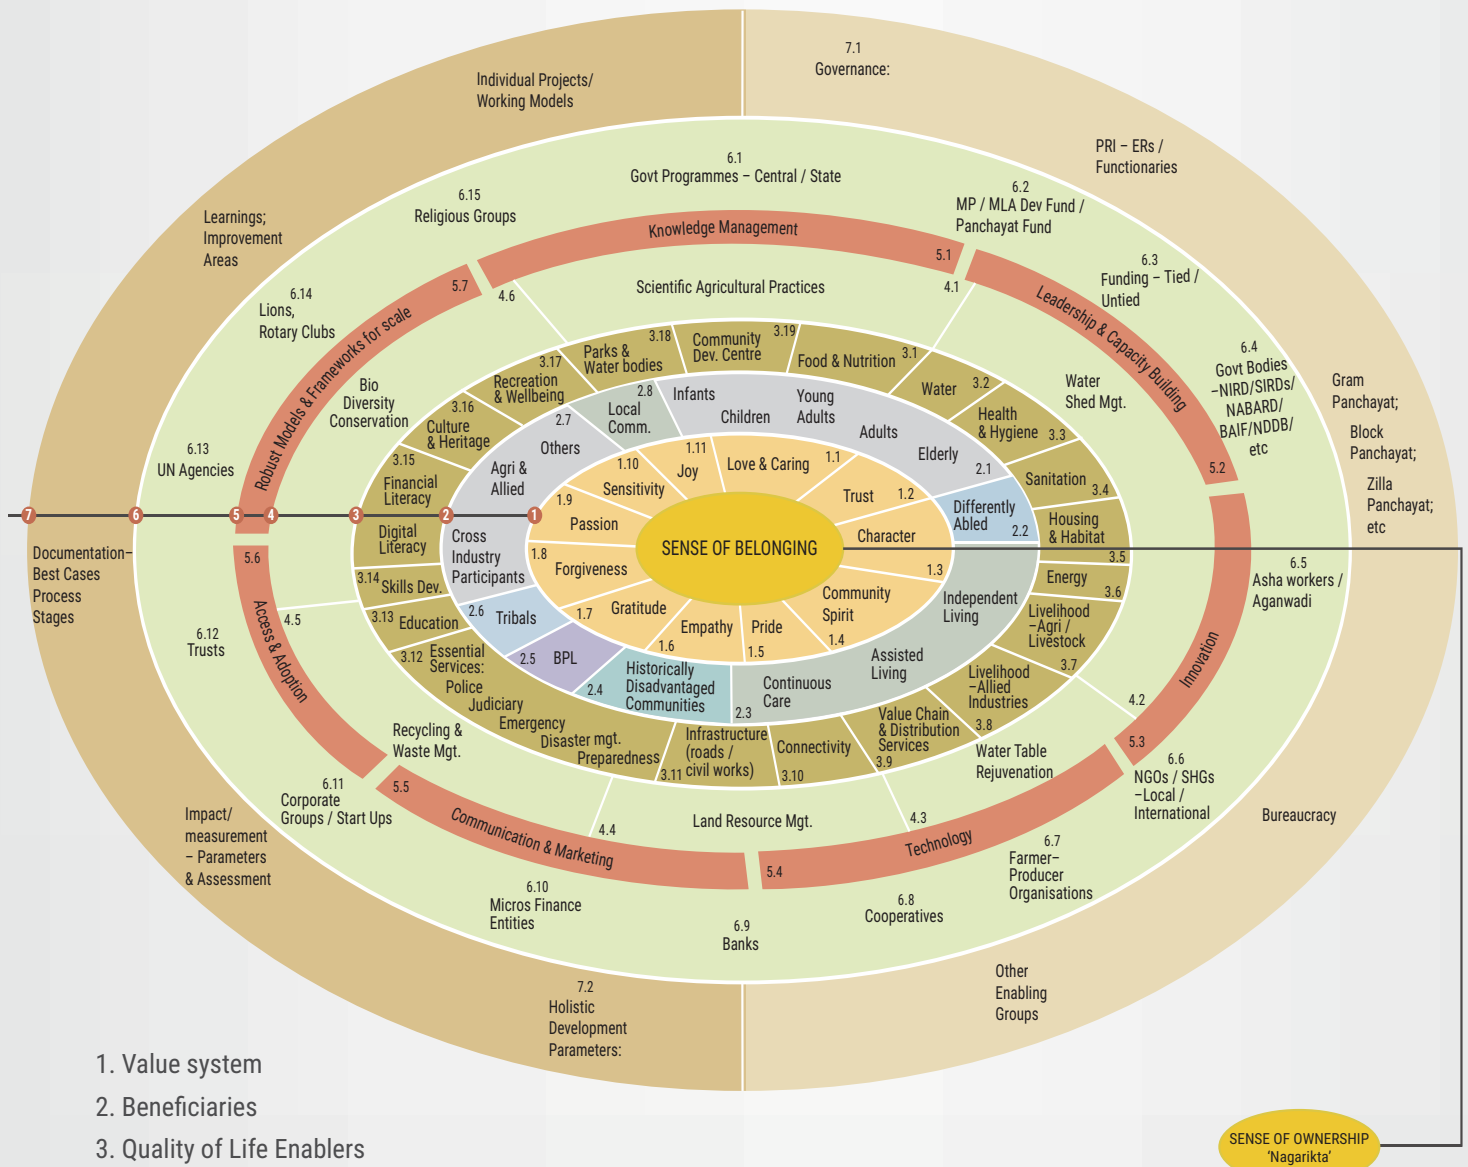 7.1
Governance:
Individual Projects/
Working Models
PRI – ERs /
Functionaries
6.1
Govt Programmes – Central / State
6.2
MP / MLA Dev Fund /
Panchayat Fund
6.15
Religious Groups
Learnings;
Improvement
Areas
Knowledge Management
5.1
6.3
Funding – Tied /
Untied
5.7
4.6
Scientific Agricultural Practices
4.1
6.14
Lions,
Rotary Clubs
Robust Models & Frameworks for scale
Leadership & Capacity Building
5.2
6.4
Govt Bodies
–NIRD/SIRDs/
NABARD/
BAIF/NDDB/
etc
Gram
Panchayat;
Block
Panchayat;
Zilla
Panchayat;
etc
Bio
Diversity
Conservation
Water
Shed Mgt.
3.17
Recreation
& Wellbeing
3.18
Parks &
Water bodies
3.19
Community
Dev. Centre
Food & Nutrition
3.1
Water
3.2
Health
& Hygiene
3.3
Sanitation
3.4
Housing
& Habitat
3.5
Energy
3.6
Livelihood
–Agri /
Livestock
3.7
Livelihood
–Allied
Industries
3.8
Value Chain
& Distribution
Services
3.9
Connectivity
3.10
Infrastructure
(roads /
civil works)
3.11
3.12
Essential
Services:
Police
Judiciary
Emergency
Disaster mgt.
Preparedness
3.13
Education
3.14
Skills Dev.
Digital
Literacy
3.15
Financial
Literacy
3.16
Culture
& Heritage
2.8
Local
Comm.
Infants
Children
Young
Adults
Adults
Elderly
2.1
Differently
Abled
2.2
Independent
Living
Assisted
Living
Continuous
Care
2.3
Historically
Disadvantaged
Communities
2.4
BPL
2.5
Tribals
2.6
Cross
Industry
Participants
Agri &
Allied
Others
2.7
Love & Caring
1.1
Trust
1.2
Character
1.3
Community
Spirit
1.4
Pride
1.5
Empathy
1.6
Gratitude
1.7
Forgiveness
1.8
Passion
1.9
Sensitivity
1.10
Joy
1.11
SENSE OF BELONGING
6.13
UN Agencies
7
6
5
4
3
2
1
Documentation–
Best Cases
Process
Stages
5.6
Access & Adoption
4.5
6.12
Trusts
6.5
Asha workers /
Aganwadi
Innovation
4.2
5.3
Water Table
Rejuvenation
Recycling &
Waste Mgt.
5.5
Communication & Marketing
4.4
Land Resource Mgt.
4.3
Technology
5.4
6.6
NGOs / SHGs
–Local /
International
6.7
Farmer–
Producer
Organisations
6.8
Cooperatives
6.9
Banks
6.10
Micros Finance
Entities
6.11
Corporate
Groups / Start Ups
Impact/
measurement
– Parameters
& Assessment
Bureaucracy
Other
Enabling
Groups
7.2
Holistic
Development
Parameters:
1. Value system
2. Beneficiaries
3. Quality of Life Enablers
SENSE OF OWNERSHIP
‘Nagarikta’